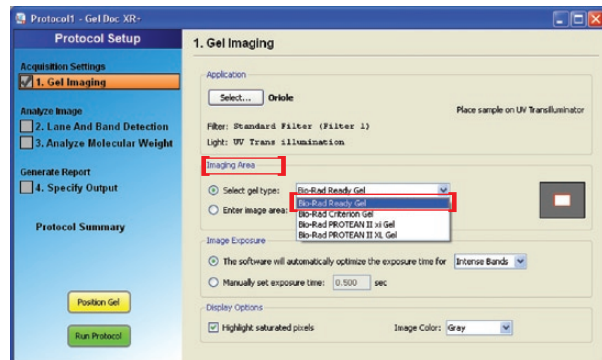 Protocol1 - Gel Doc XR+
Protocol Setup
Acquisition Settings
1. Gel Imaging
Analyze Image
2. Lane And Band Detection
3. Analyze Molecular Weight
Generate Report
4. Specify Output
Protocol Summary
Position Gel
Run Protocol
1. Gel Imaging
Application
Select... Oriole
Place sample on UV Transilluminator
Filter: Standard Filter (Filter 1)
Light: UV Trans illumination
Imaging Area
Select gel type: Bio-Rad Ready Gel
Bio-Rad Ready Gel
Enter image area: Bio-Rad Criterion Gel
Bio-Rad PROTEAN II xi Gel
Bio-Rad PROTEAN II XL Gel
Image Exposure
The software will automatically optimize the exposure time for Intense Bands
Manually set exposure time: 0.500 sec
Display Options
Highlight saturated pixels Image Color: Gray